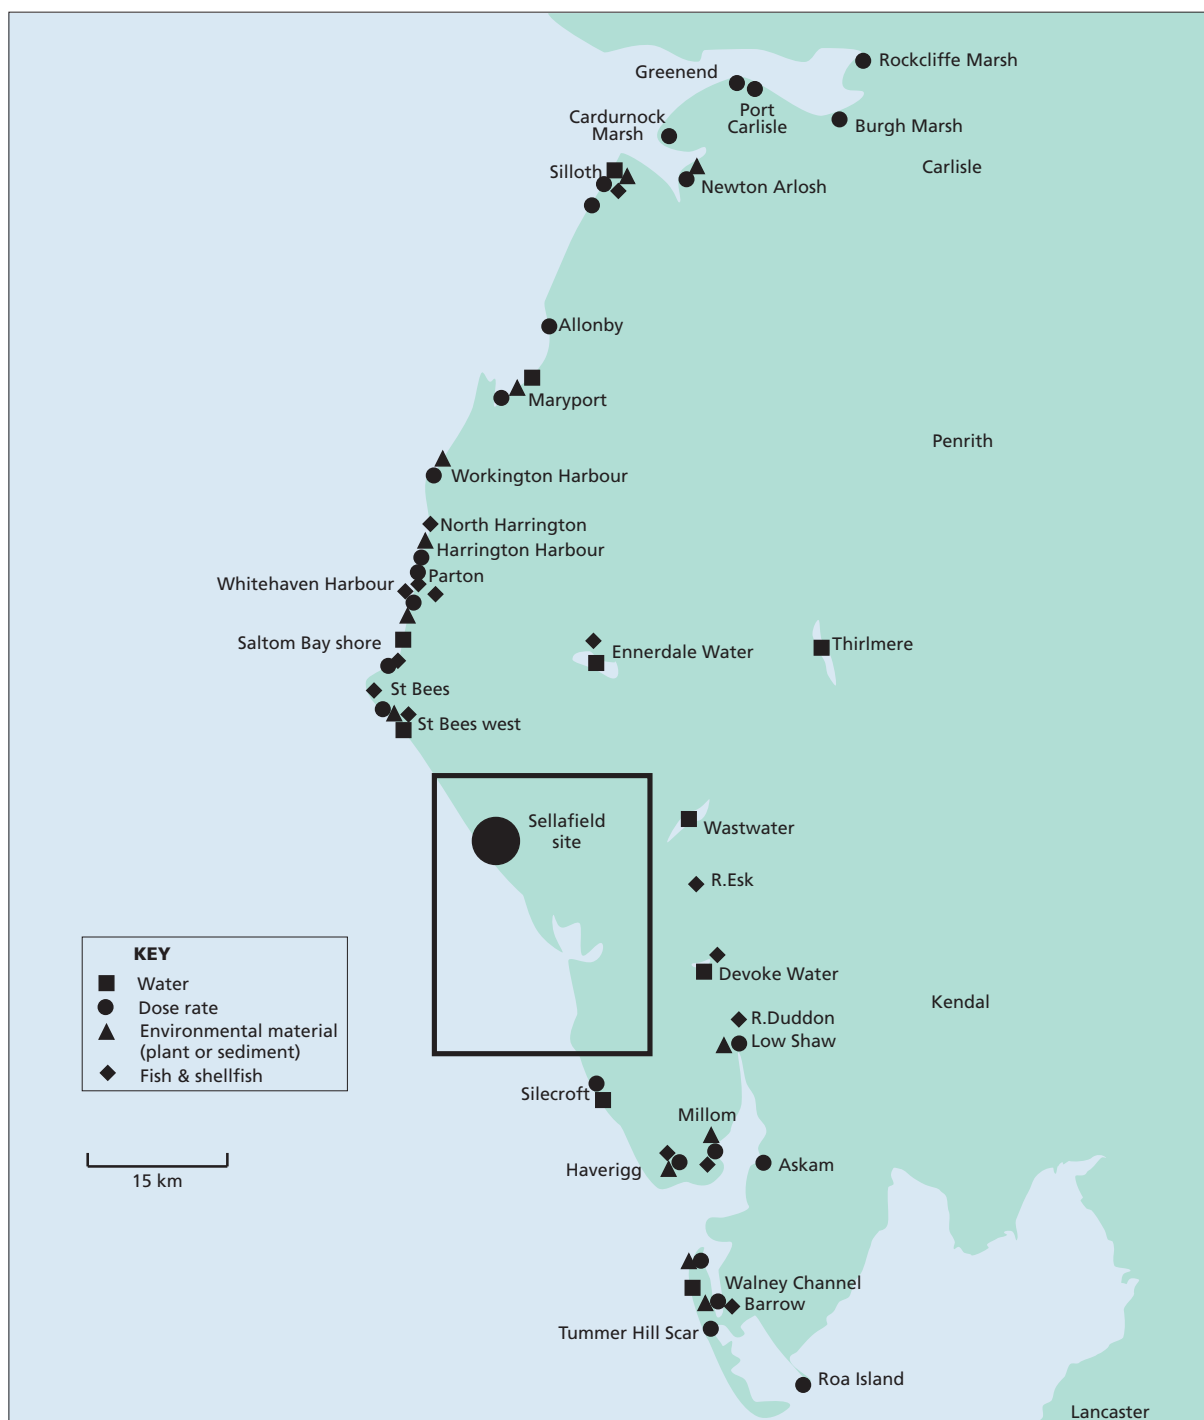 Rockcliffe Marsh
Greenend
Port
Carlisle
Cardurnock
Marsh
Burgh Marsh
Carlisle
Silloth
Newton Arlosh
Allonby
Maryport
Penrith
Workington Harbour
North Harrington
Harrington Harbour
Parton
Whitehaven Harbour
Saltom Bay shore
Ennerdale Water
Thirlmere
St Bees
St Bees west
Sellafield
site
Wastwater
R.Esk
KEY
Water
Dose rate
Environmental material
(plant or sediment)
Fish & shellfish
Devoke Water
Kendal
R.Duddon
Low Shaw
Silecroft
Millom
15 km
Haverigg
Askam
Walney Channel
Barrow
Tummer Hill Scar
Roa Island
Lancaster